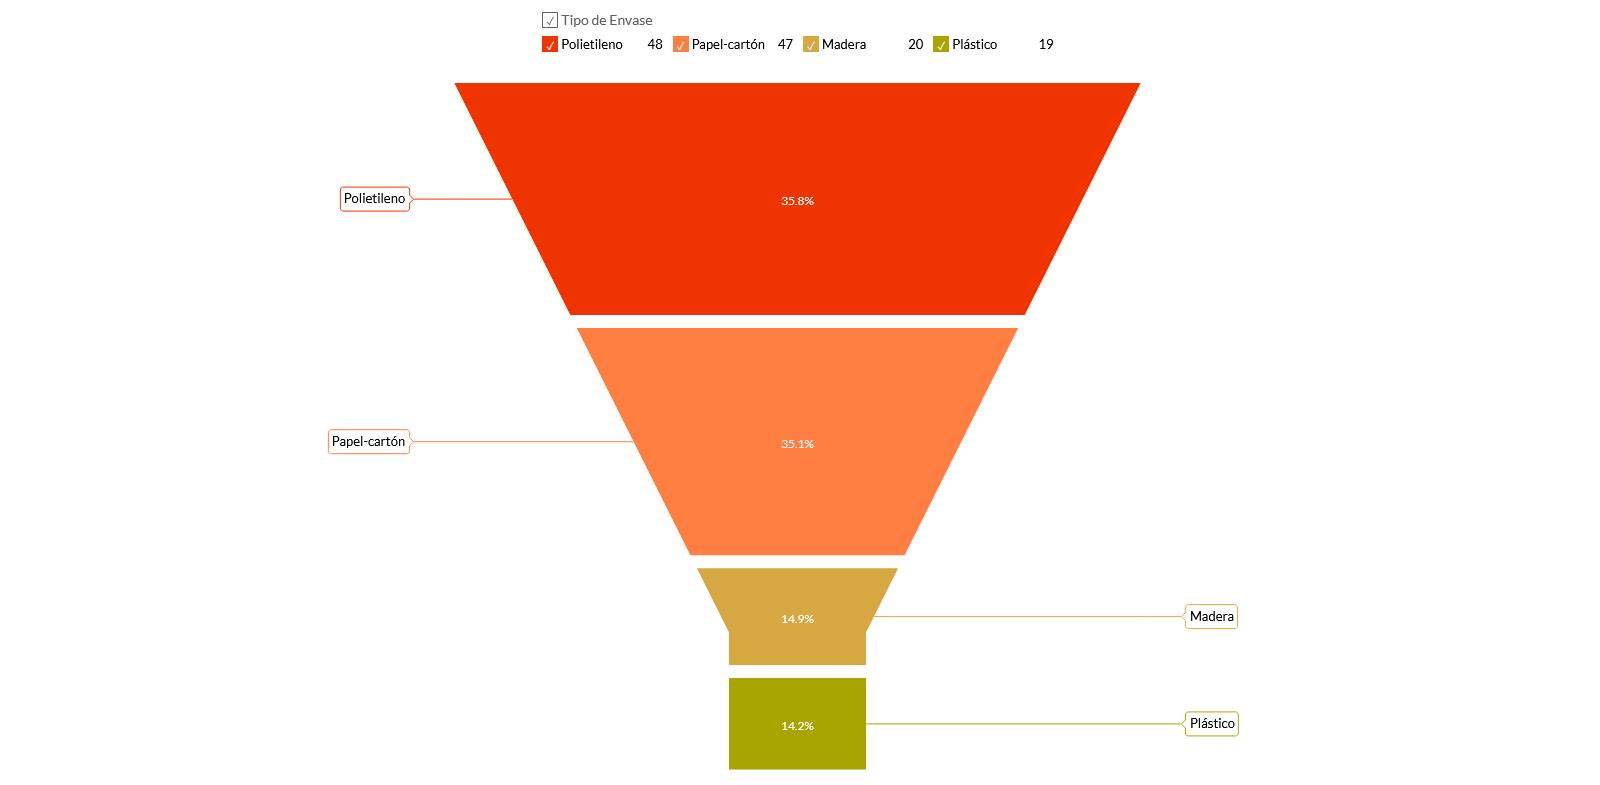 Tipo de Envase
Polietileno 48 Papel-cartón 47 Madera 20 Plástico 19
35.8%
Polietileno
35.1%
Papel-cartón
14.9%
Madera
14.2%
Plástico